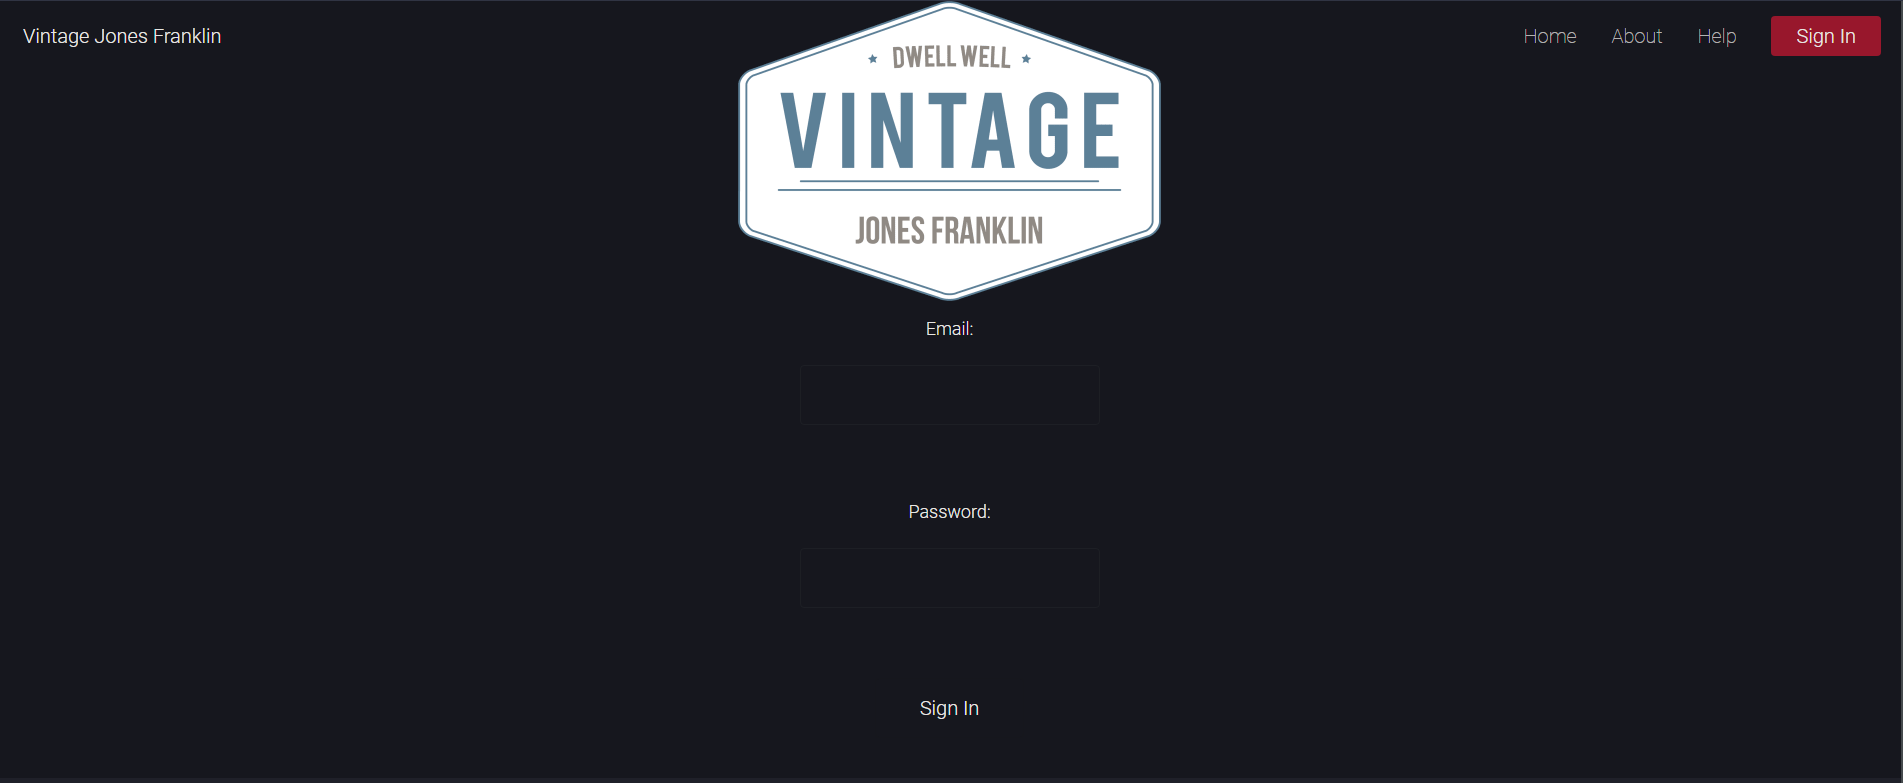 Vintage Jones Franklin
Home About Help Sign In
DWELL WELL
VINTAGE
JONES FRANKLIN
Email:
Password:
Sign In